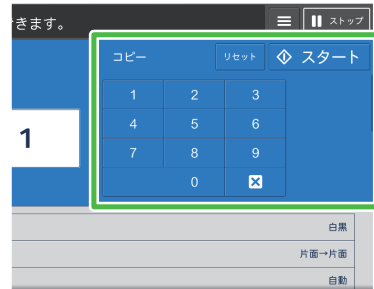 できます。
ストップ
コピー
リセット
スタート
1 2 3
4 5 6
7 8 9
0
1
白黒
片面→片面
自動